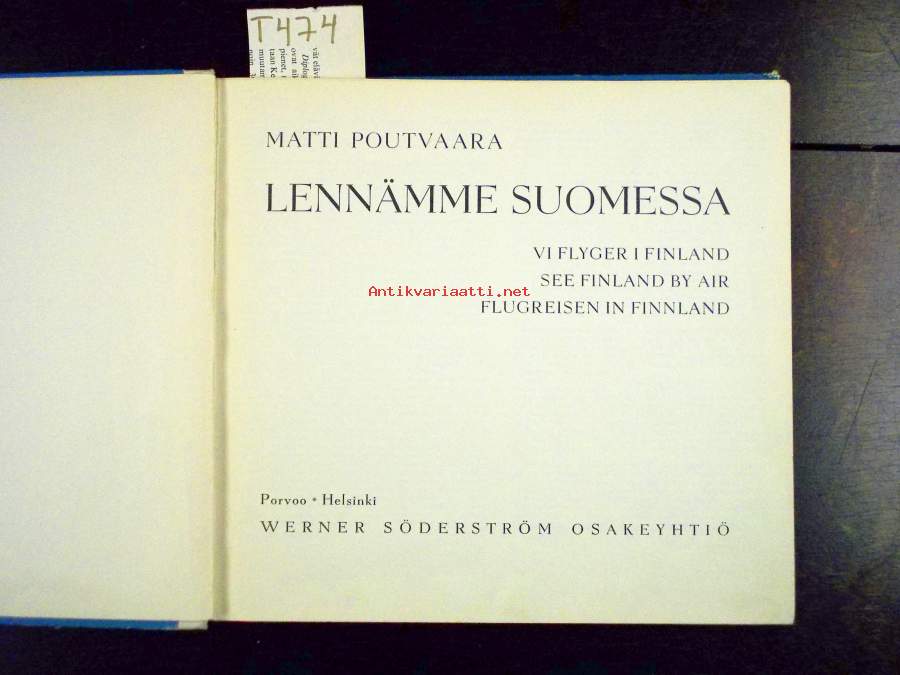 T474
MATTI POUTVAARA
LENNÄMME SUOMESSA
VI FLYGER I FINLAND
SEE FINLAND BY AIR
Antikvariaatti.net
FLUGREISEN IN FINNLAND
Porvoo * Helsinki
WERNER SÖDERSTRÖM OSAKEYHTIÖ